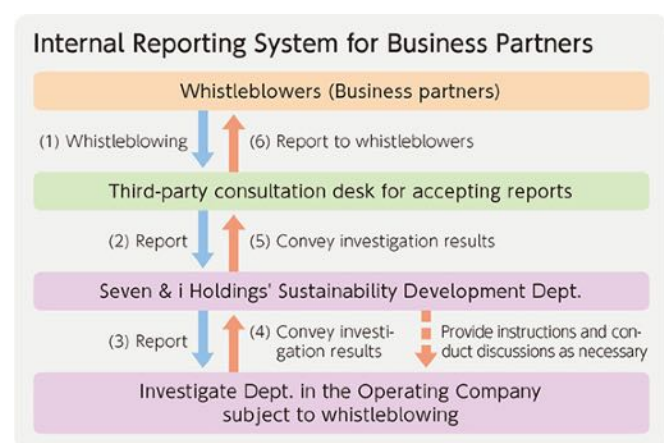 Internal Reporting System for Business Partners
Whistleblowers (Business partners)
(1) Whistleblowing
(6) Report to whistleblowers
Third-party consultation desk for accepting reports
(2) Report
(5) Convey investigation results
Seven & i Holdings' Sustainability Development Dept.
(3) Report
(4) Convey investi-
gation results
Provide instructions and con-
duct discussions as necessary
Investigate Dept. in the Operating Company
subject to whistleblowing